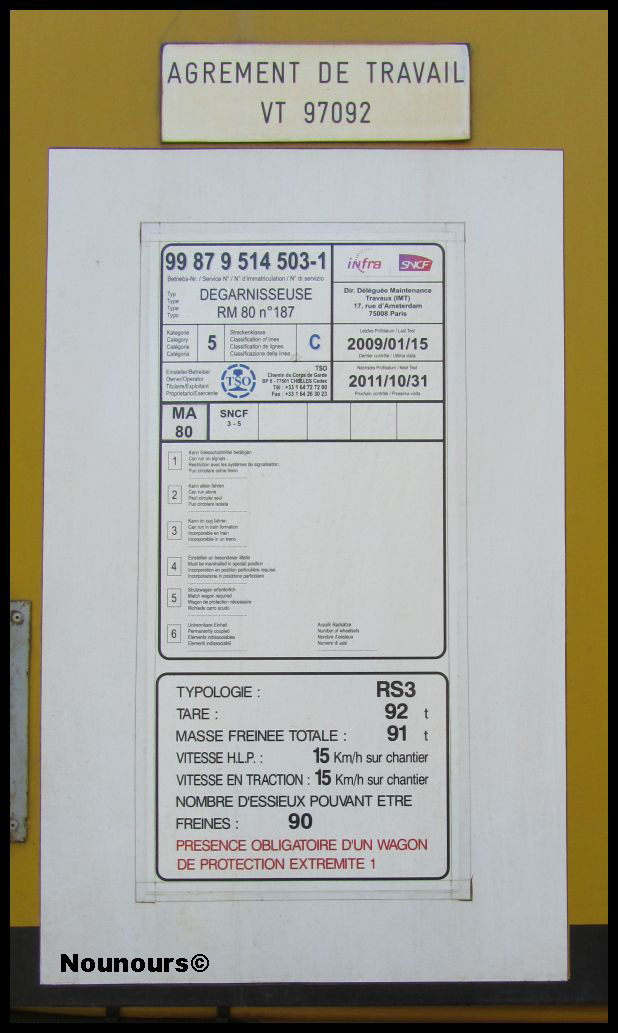 AGREMENT DE TRAVAIL
VT 97092
99 87 9 514 503-1
Betriebs-Nr. / Service N° / N° d'immatriculation / N° di servizio
infra SNCF
Typ
Type
Type
Tipo
DEGARNISSEUSE
RM 80 n°187
Dir. Déléguée Maintenance
Travaux (IMT)
17, rue d'Amsterdam
75008 Paris
Kategorie
Category
Catégorie
Categoria
5
Streckenklasse
Classification of lines
Classification de lignes
Classificazione della linea
C
Letzte Prüfdatum / Last Test
2009/01/15
Dernier contrôle / Ultima visita
Einsteller/Betreiber
Owner/Operator
Titulaire/Exploitant
Proprietario/Esercente
TSO
TSO
Chemin du Corps de Garde
BP 8 - 77501 CHELLES Cedex
Tél : +33 1 64 72 72 00
Fax : +33 1 64 26 30 23
Nächstes Prüfdatum / Next Test
2011/10/31
Prochain contrôle / Prossima visita
MA
80
SNCF
3 - 5
1
Can run on signals
Restriction avec les systèmes de signalisation
Puo circolare come treno
2
Kann allein fahren
Can run alone
Peut circuler seul
Puo circolare isolata
3
Kann im zug fahren
Can run in train formation
Incorporable en train
Incorporabile in un treno
4
Einstellen an besonderer Stelle
Must be marshalled in special position
Incorporation en position particulière requise
Incorporazione in posizione particolare
5
Schutzwagen erforderlich
Match wagon required
Wagon de protection nécessaire
Richiede carro scudo
6
Untrennbare Einheit
Permanently coupled
Eléments indissociables
Elementi indissociabili
Anzahl Radsätze
Number of wheelsets
Nombre d'essieux
Numero di assi
TYPOLOGIE : RS3
TARE : 92 t
MASSE FREINEE TOTALE : 91 t
VITESSE H.L.P. : 15 Km/h sur chantier
VITESSE EN TRACTION : 15 Km/h sur chantier
NOMBRE D'ESSIEUX POUVANT ETRE
FREINES : 90
PRESENCE OBLIGATOIRE D'UN WAGON
DE PROTECTION EXTREMITE 1
Nounours©